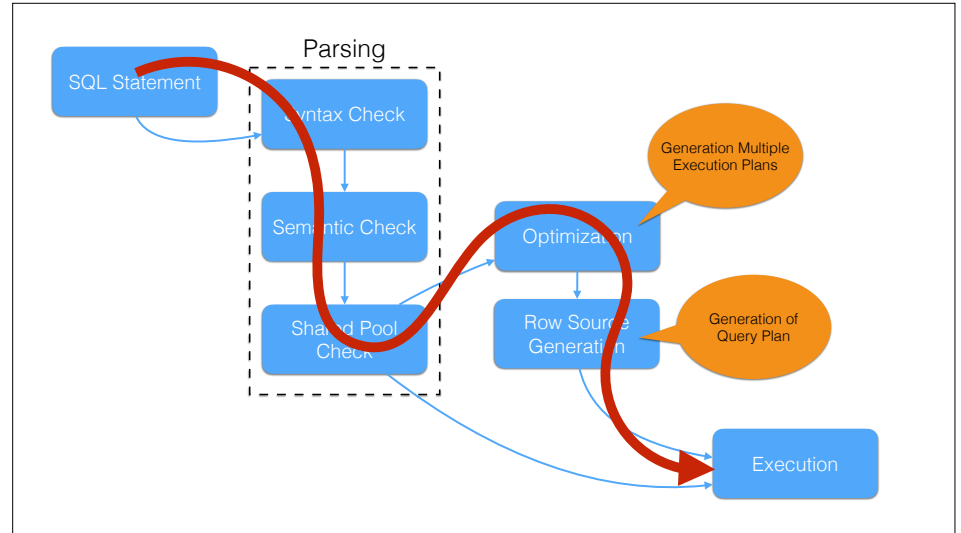 Parsing
SQL Statement
Syntax Check
Semantic Check
Shared Pool
Check
Generation Multiple
Execution Plans
Optimization
Row Source
Generation
Generation of
Query Plan
Execution